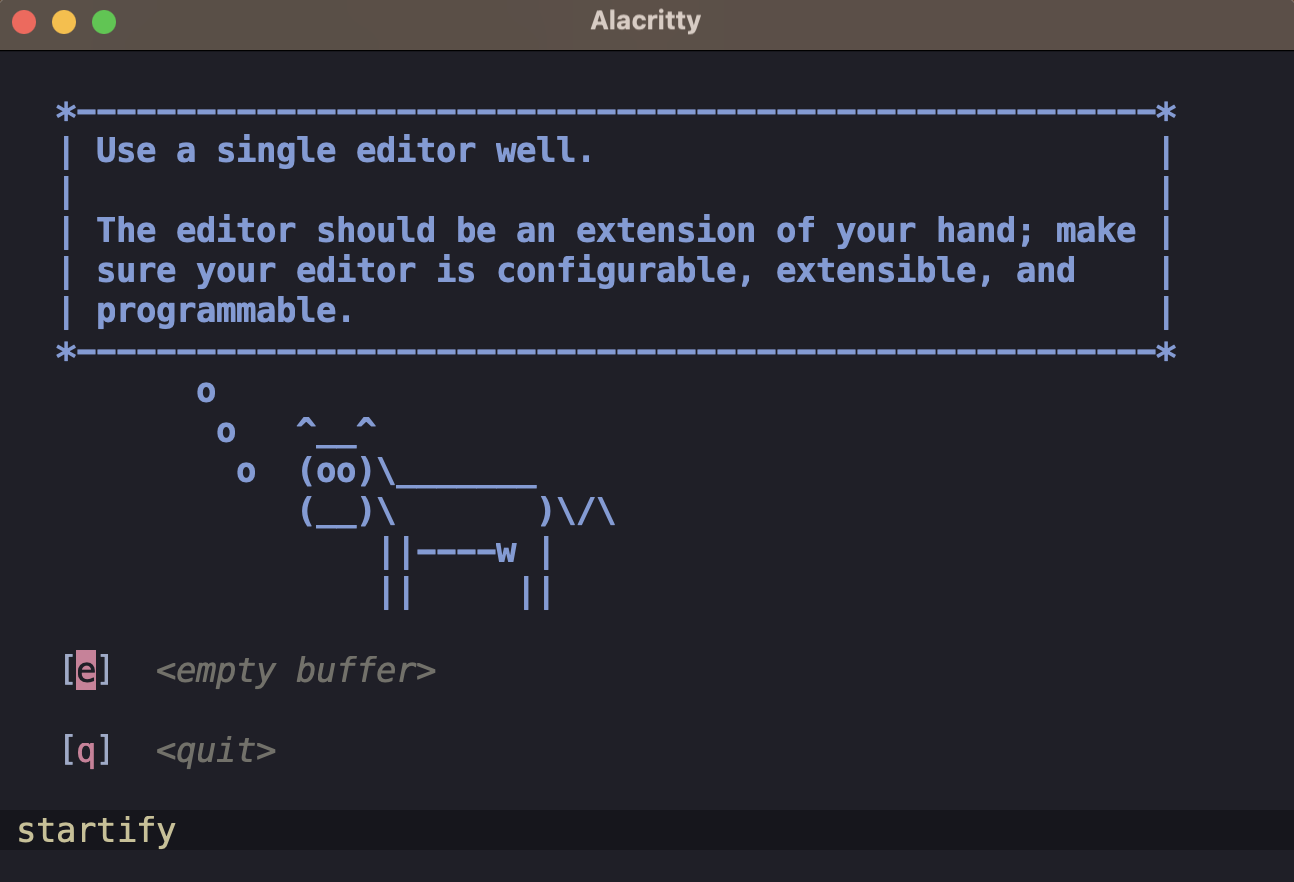 Alacritty
*------------------------------------------------------*
| Use a single editor well.                            |
|                                                      |
| The editor should be an extension of your hand; make |
| sure your editor is configurable, extensible, and    |
| programmable.                                        |
*------------------------------------------------------*
       o
        o   ^__^
         o  (oo)\_______
            (__)\       )\/\
                ||----w |
                ||     ||
[e]  <empty buffer>
[q]  <quit>
startify